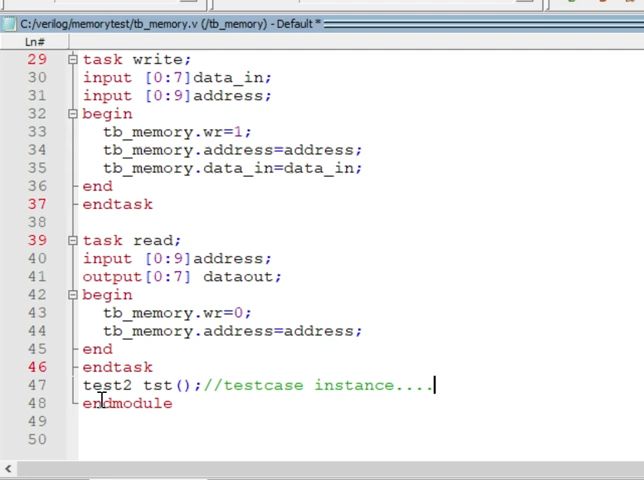 C:/verilog/memorytest/tb_memory.v (/tb_memory) - Default *
Ln#
29 task write;
30 input [0:7]data_in;
31 input [0:9]address;
32 begin
33 tb_memory.wr=1;
34 tb_memory.address=address;
35 tb_memory.data_in=data_in;
36 end
37 endtask
38
39 task read;
40 input [0:9]address;
41 output[0:7] dataout;
42 begin
43 tb_memory.wr=0;
44 tb_memory.address=address;
45 end
46 endtask
47 test2 tst();//testcase instance....
48 endmodule
49
50